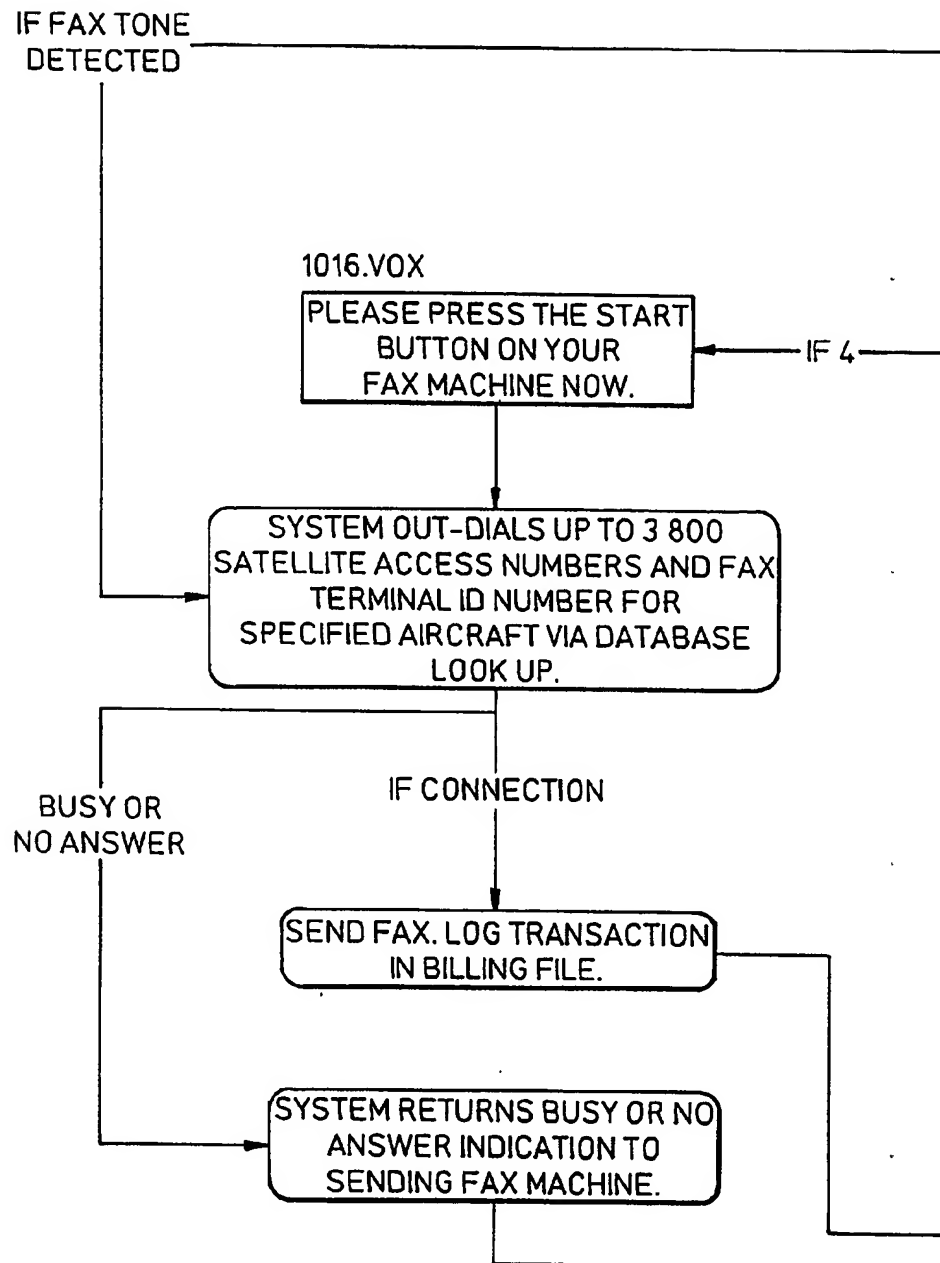 IF FAX TONE
DETECTED
1016.VOX
PLEASE PRESS THE START
BUTTON ON YOUR
FAX MACHINE NOW.
IF 4
SYSTEM OUT-DIALS UP TO 3 800
SATELLITE ACCESS NUMBERS AND FAX
TERMINAL ID NUMBER FOR
SPECIFIED AIRCRAFT VIA DATABASE
LOOK UP.
IF CONNECTION
BUSY OR
NO ANSWER
SEND FAX. LOG TRANSACTION
IN BILLING FILE.
SYSTEM RETURNS BUSY OR NO
ANSWER INDICATION TO
SENDING FAX MACHINE.